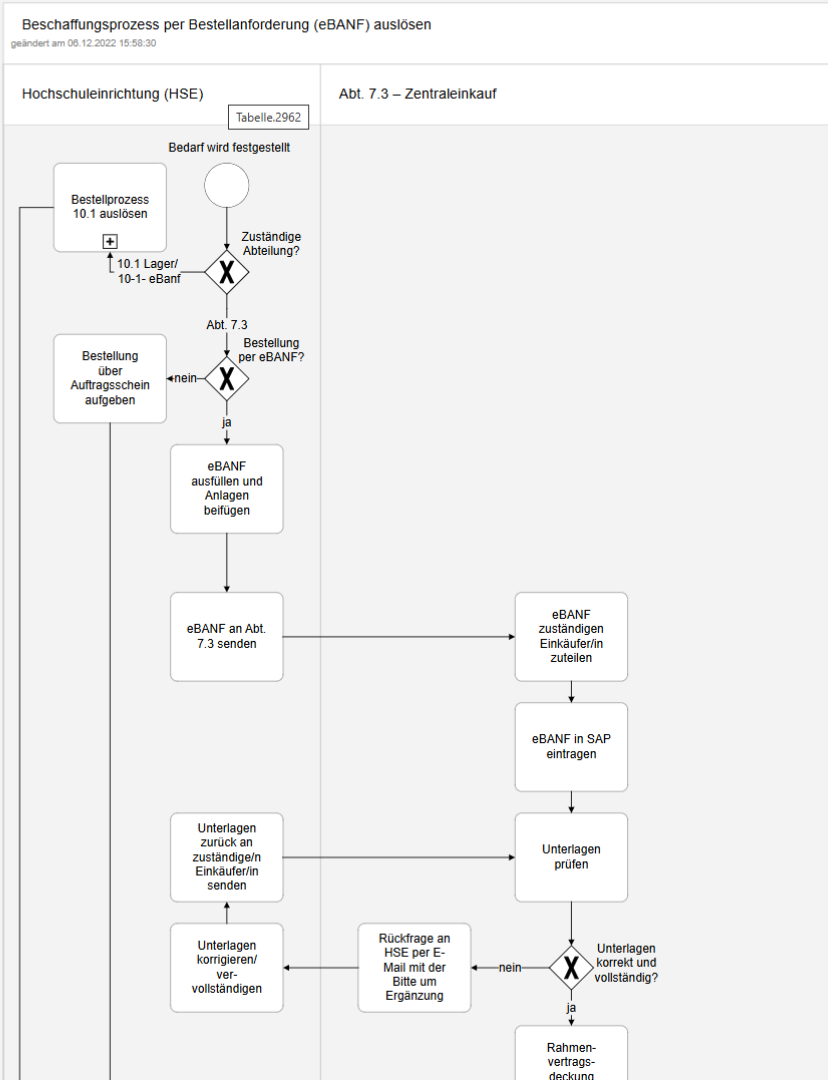 Beschaffungsprozess per Bestellanforderung (eBANF) auslösen
geändert am 06.12.2022 15:58:30
Hochschuleinrichtung (HSE)
Abt. 7.3 – Zentraleinkauf
Tabelle.2962
Bedarf wird festgestellt
Bestellprozess
10.1 auslösen
Zuständige
Abteilung?
10.1 Lager/
10-1- eBanf
Abt. 7.3
Bestellung
per eBANF?
Bestellung
über
Auftragsschein
aufgeben
nein
ja
eBANF
ausfüllen und
Anlagen
beifügen
eBANF an Abt.
7.3 senden
eBANF
zuständigen
Einkäufer/in
zuteilen
eBANF in SAP
eintragen
Unterlagen
zurück an
zuständige/n
Einkäufer/in
senden
Unterlagen
prüfen
Unterlagen
korrigieren/
ver-
vollständigen
Rückfrage an
HSE per E-
Mail mit der
Bitte um
Ergänzung
nein
Unterlagen
korrekt und
vollständig?
ja
Rahmen-
vertrags-
deckung